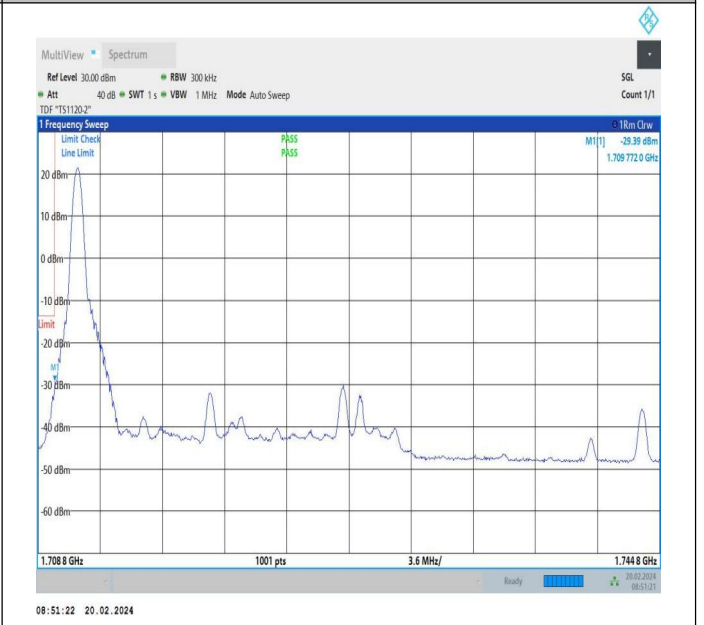 R&S
MultiView Spectrum
Ref Level 30.00 dBm RBW 300 kHz SGL
Att 40 dB SWT 1 s VBW 1 MHz Mode Auto Sweep Count 1/1
TDF "TS1120-2"
1 Frequency Sweep 1Rm Clrw
Limit Check PASS M1[1] -29.39 dBm
Line Limit PASS 1.709 772 0 GHz
20 dBm
10 dBm
0 dBm
-10 dBm
Limit
-20 dBm
M1
-30 dBm
-40 dBm
-50 dBm
-60 dBm
1.708 8 GHz 1001 pts 3.6 MHz/ 1.744 8 GHz
Ready 20.02.2024
08:51:21
08:51:22 20.02.2024